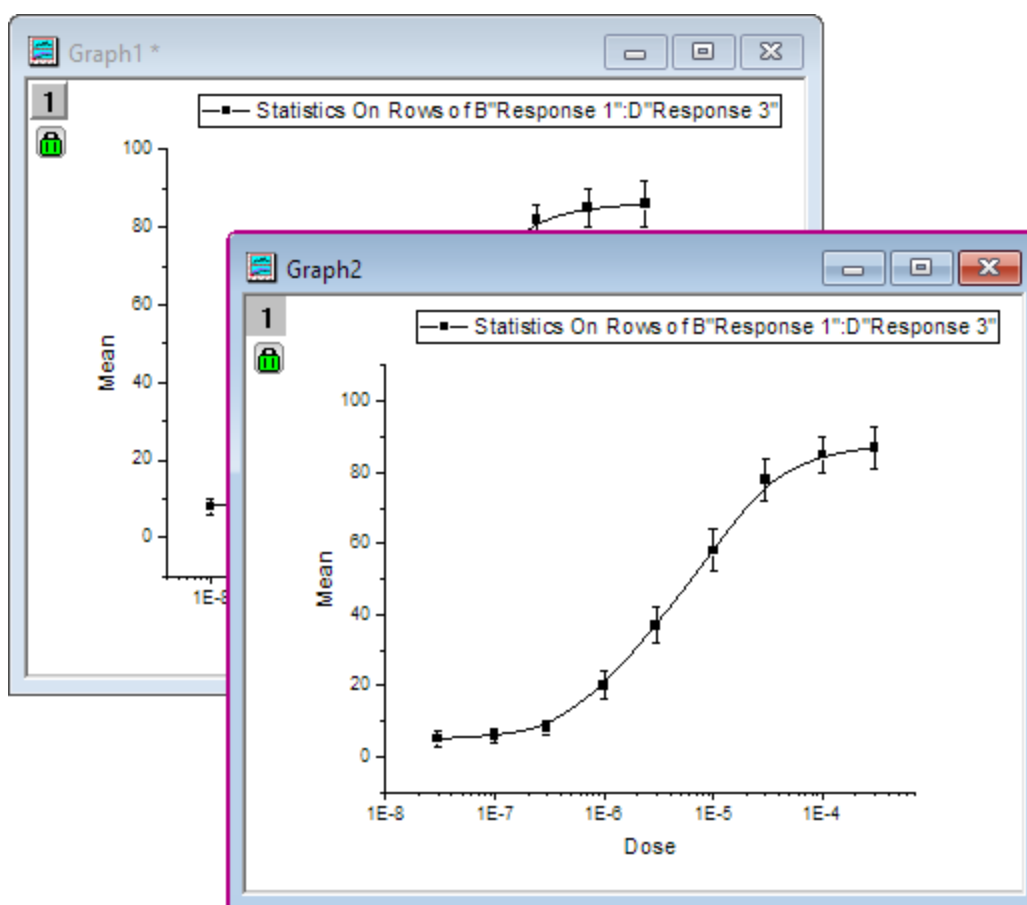 Graph1 *
1
Statistics On Rows of B"Response 1":D"Response 3"
100
80
60
40
20
0
Mean
1E-8
Graph2
1
Statistics On Rows of B"Response 1":D"Response 3"
100
80
60
40
20
0
Mean
1E-8 1E-7 1E-6 1E-5 1E-4
Dose